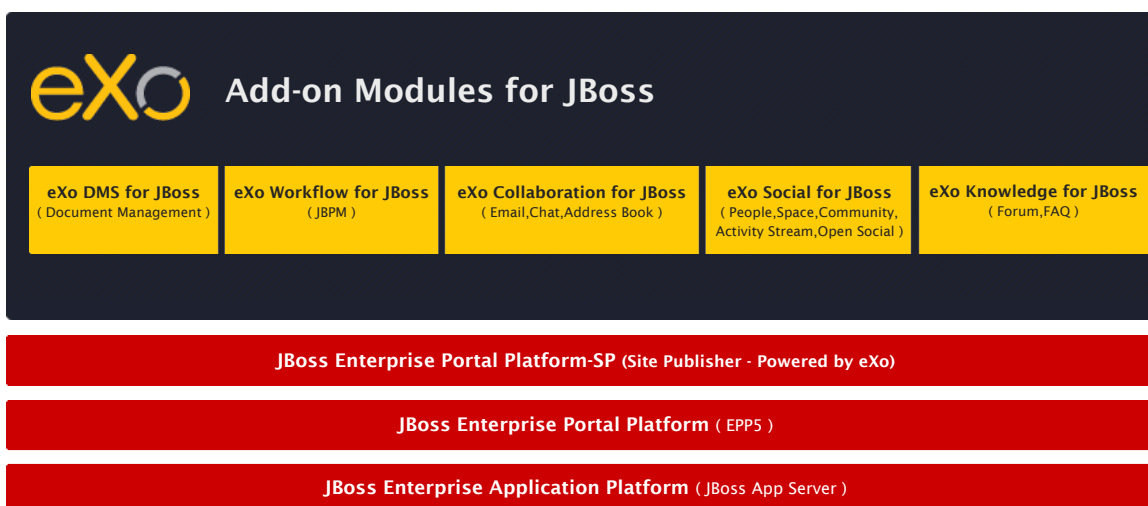 eXo Add-on Modules for JBoss
eXo DMS for JBoss
( Document Management )
eXo Workflow for JBoss
( JBPM )
eXo Collaboration for JBoss
( Email,Chat,Address Book )
eXo Social for JBoss
( People,Space,Community,
Activity Stream,Open Social )
eXo Knowledge for JBoss
( Forum,FAQ )
JBoss Enterprise Portal Platform-SP (Site Publisher - Powered by eXo)
JBoss Enterprise Portal Platform ( EPP5 )
JBoss Enterprise Application Platform ( JBoss App Server )